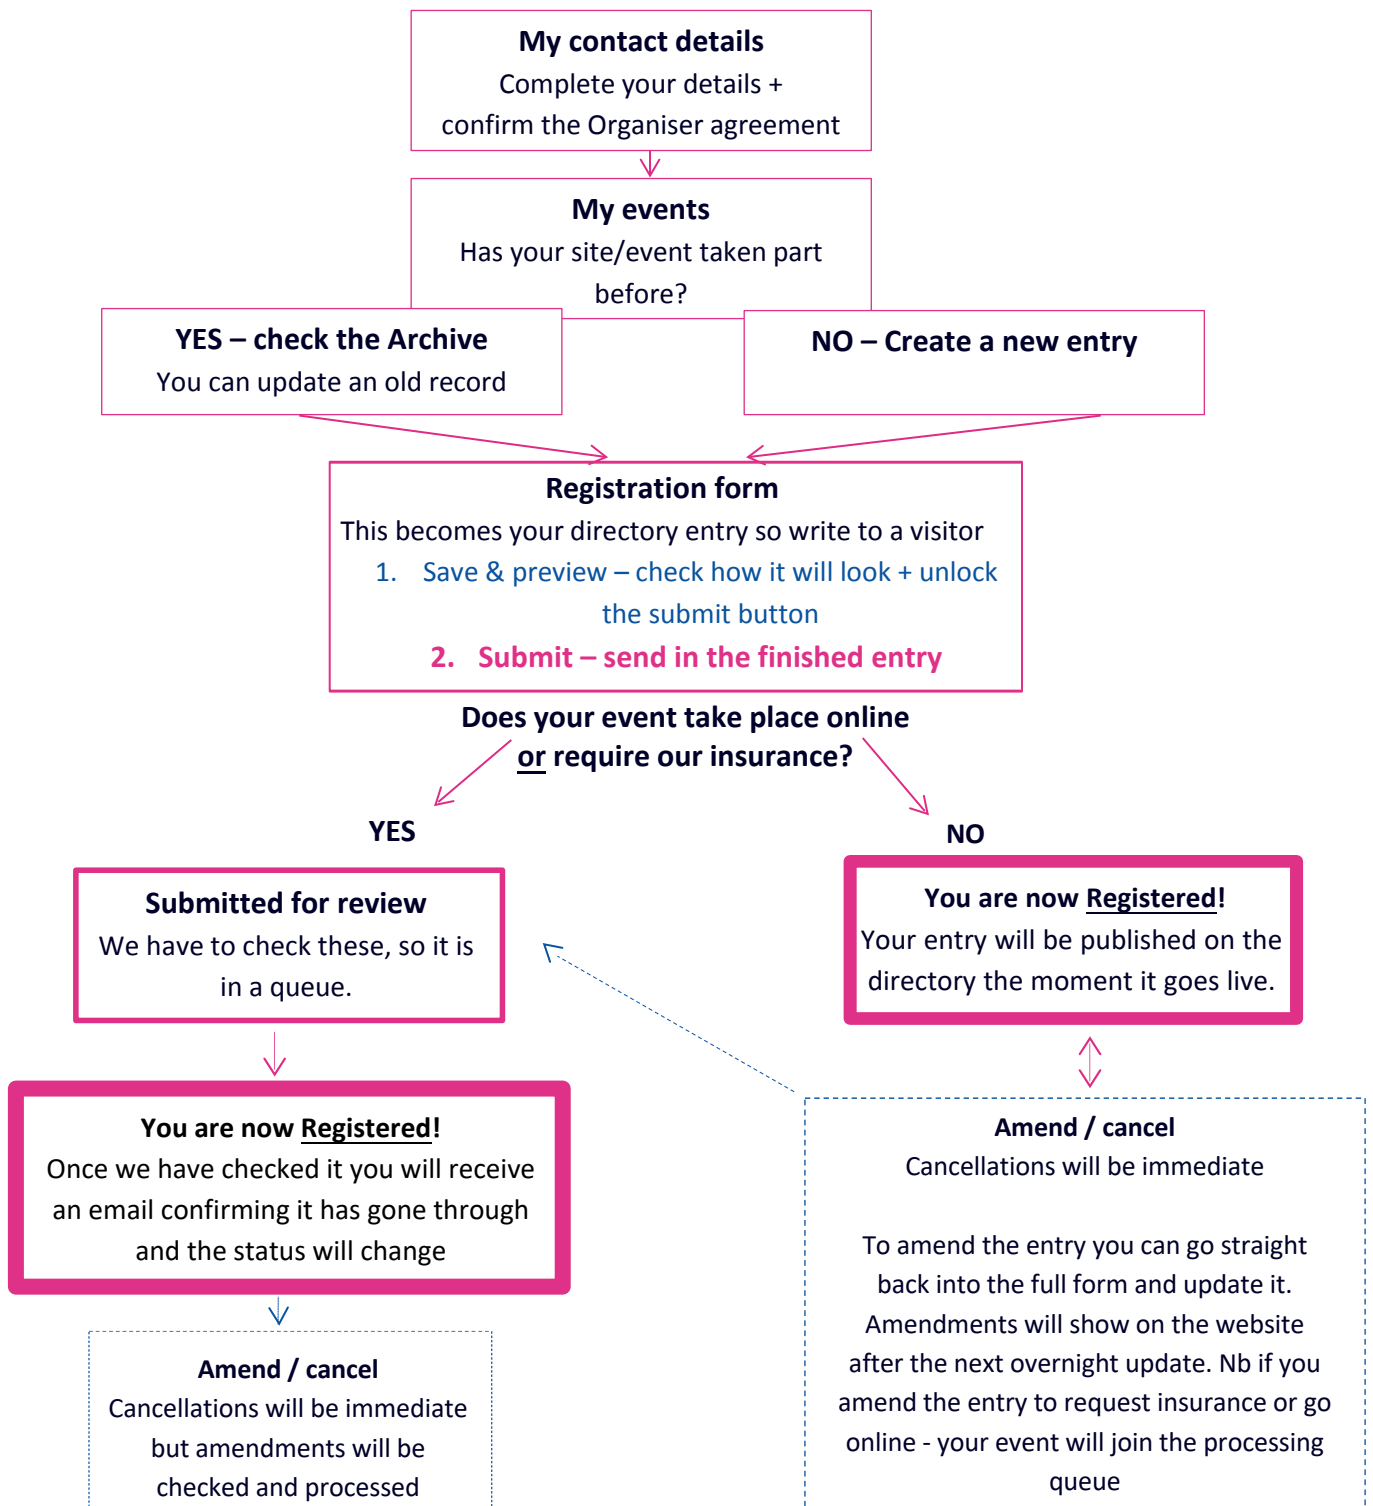 My contact details
Complete your details +
confirm the Organiser agreement
My events
Has your site/event taken part
before?
YES – check the Archive
You can update an old record
NO – Create a new entry
Registration form
This becomes your directory entry so write to a visitor
1. Save & preview – check how it will look + unlock
the submit button
2. Submit – send in the finished entry
Does your event take place online
or require our insurance?
YES
NO
Submitted for review
We have to check these, so it is
in a queue.
You are now Registered!
Your entry will be published on the
directory the moment it goes live.
You are now Registered!
Once we have checked it you will receive
an email confirming it has gone through
and the status will change
Amend / cancel
Cancellations will be immediate
but amendments will be
checked and processed
Amend / cancel
Cancellations will be immediate
To amend the entry you can go straight
back into the full form and update it.
Amendments will show on the website
after the next overnight update. Nb if you
amend the entry to request insurance or go
online - your event will join the processing
queue